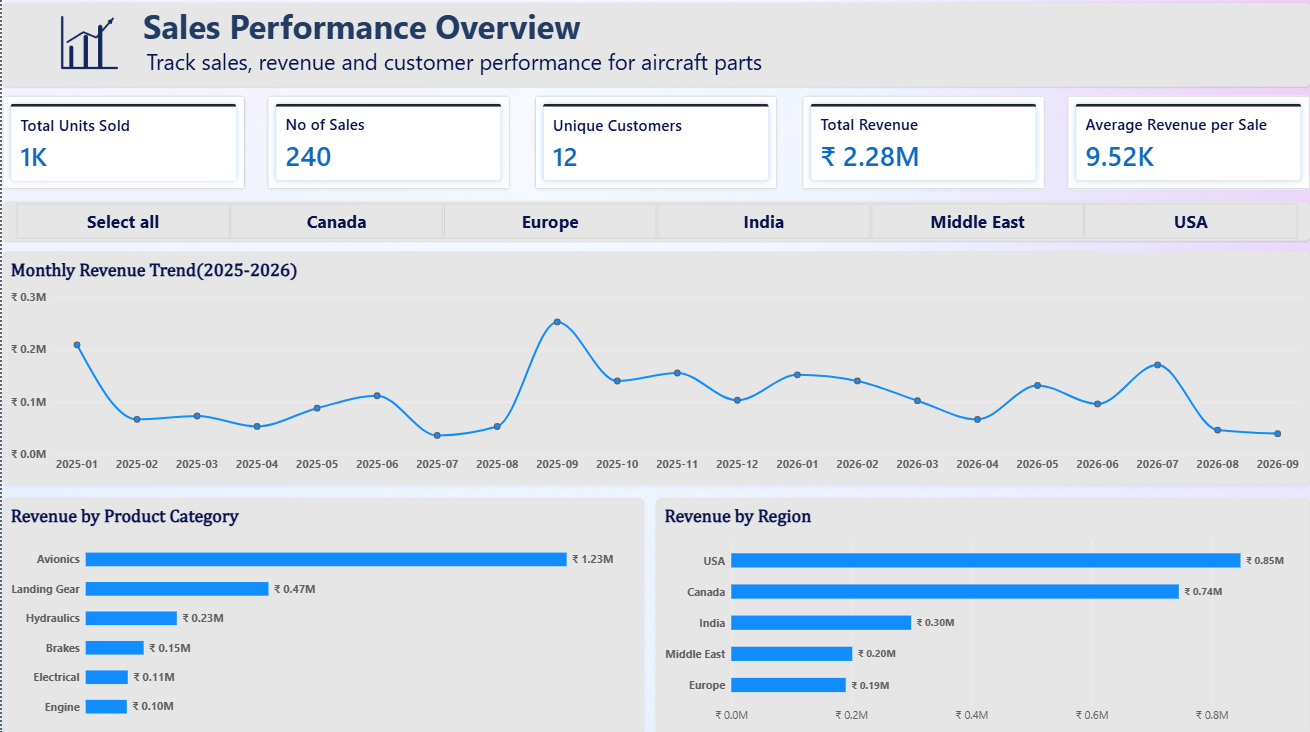 Sales Performance Overview
Track sales, revenue and customer performance for aircraft parts
Total Units Sold
1K
No of Sales
240
Unique Customers
12
Total Revenue
₹ 2.28M
Average Revenue per Sale
9.52K
Select all Canada Europe India Middle East USA
Monthly Revenue Trend(2025-2026)
₹ 0.3M
₹ 0.2M
₹ 0.1M
₹ 0.0M
2025-01 2025-02 2025-03 2025-04 2025-05 2025-06 2025-07 2025-08 2025-09 2025-10 2025-11 2025-12 2026-01 2026-02 2026-03 2026-04 2026-05 2026-06 2026-07 2026-08 2026-09
Revenue by Product Category
Avionics ₹ 1.23M
Landing Gear ₹ 0.47M
Hydraulics ₹ 0.23M
Brakes ₹ 0.15M
Electrical ₹ 0.11M
Engine ₹ 0.10M
Revenue by Region
USA ₹ 0.85M
Canada ₹ 0.74M
India ₹ 0.30M
Middle East ₹ 0.20M
Europe ₹ 0.19M
₹ 0.0M ₹ 0.2M ₹ 0.4M ₹ 0.6M ₹ 0.8M